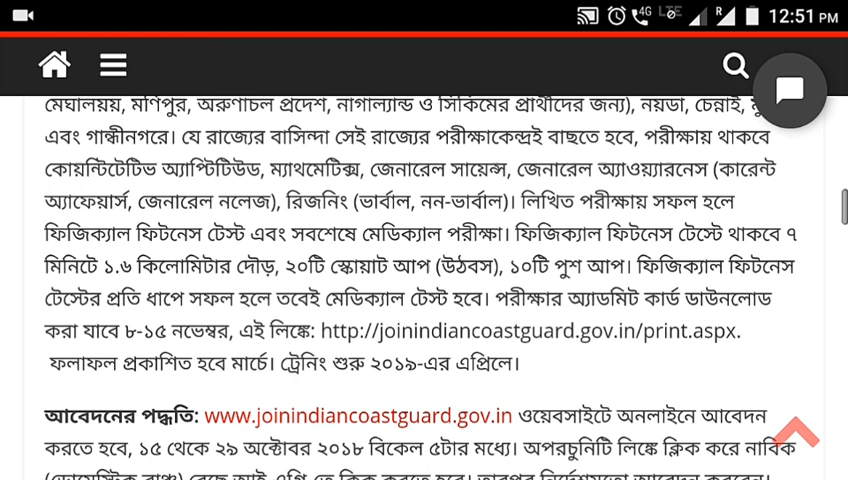 4G
LTE
R
12:51 PM
মেঘালয়য়, মণিপুর, অরুণাচল প্রদেশ, নাগাল্যান্ড ও সিকিমের প্রার্থীদের জন্য), নয়ডা, চেন্নাই,
এবং গান্ধীনগরে। যে রাজ্যের বাসিন্দা সেই রাজ্যের পরীক্ষাকেন্দ্রই বাছতে হবে, পরীক্ষায় থাকবে
কোয়ান্টিটেটিভ অ্যাপ্টিটিউড, ম্যাথমেটিক্স, জেনারেল সায়েন্স, জেনারেল অ্যাওয়্যারনেস (কারেন্ট
অ্যাফেয়ার্স, জেনারেল নলেজ), রিজনিং (ভার্বাল, নন-ভার্বাল)। লিখিত পরীক্ষায় সফল হলে
ফিজিক্যাল ফিটনেস টেস্ট এবং সবশেষে মেডিক্যাল পরীক্ষা। ফিজিক্যাল ফিটনেস টেস্টে থাকবে ৭
মিনিটে ১.৬ কিলোমিটার দৌড়, ২০টি স্কোয়াট আপ (উঠবস), ১০টি পুশ আপ। ফিজিক্যাল ফিটনেস
টেস্টের প্রতি ধাপে সফল হলে তবেই মেডিক্যাল টেস্ট হবে। পরীক্ষার অ্যাডমিট কার্ড ডাউনলোড
করা যাবে ৮-১৫ নভেম্বর, এই লিঙ্কে: http://joinindiancoastguard.gov.in/print.aspx.
ফলাফল প্রকাশিত হবে মার্চে। ট্রেনিং শুরু ২০১৯-এর এপ্রিলে।
আবেদনের পদ্ধতি: www.joinindiancoastguard.gov.in ওয়েবসাইটে অনলাইনে আবেদন
করতে হবে, ১৫ থেকে ২৯ অক্টোবর ২০১৮ বিকেল ৫টার মধ্যে। অপরচুনিটি লিঙ্কে ক্লিক করে নাবিক